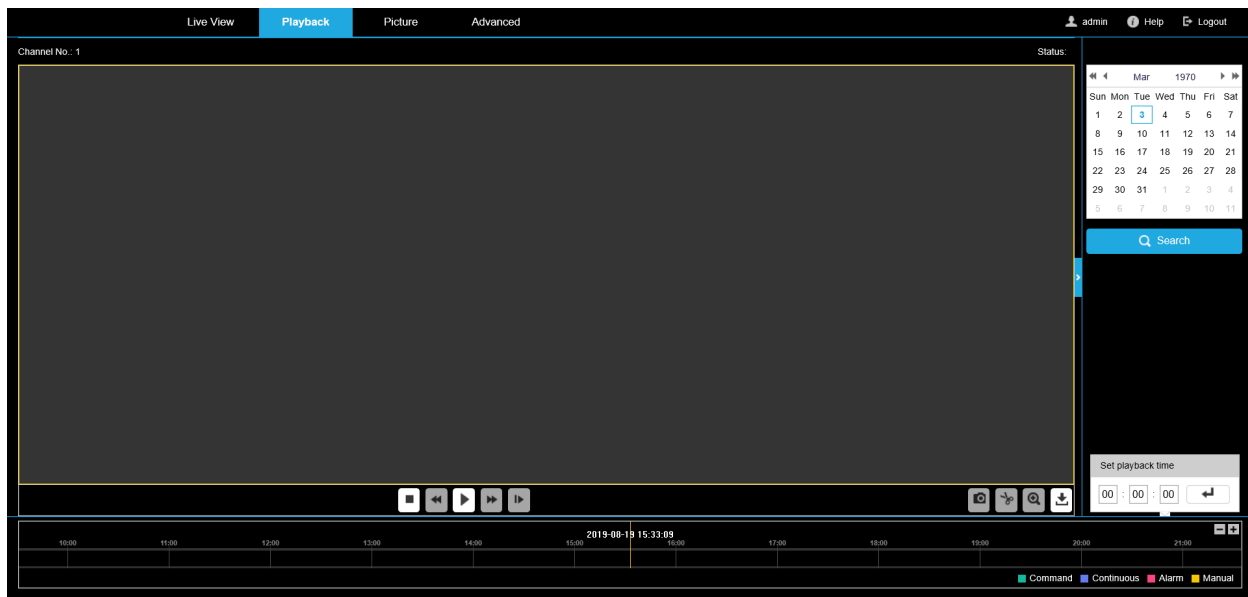 Live View Playback Picture Advanced admin Help Logout
Channel No.: 1 Status:
Mar 1970
Sun Mon Tue Wed Thu Fri Sat
1 2 3 4 5 6 7
8 9 10 11 12 13 14
15 16 17 18 19 20 21
22 23 24 25 26 27 28
29 30 31 1 2 3 4
5 6 7 8 9 10 11
Search
Set playback time
00 : 00 : 00
2019-08-19 15:33:09
10:00 11:00 12:00 13:00 14:00 15:00 16:00 17:00 18:00 19:00 20:00 21:00
Command Continuous Alarm Manual